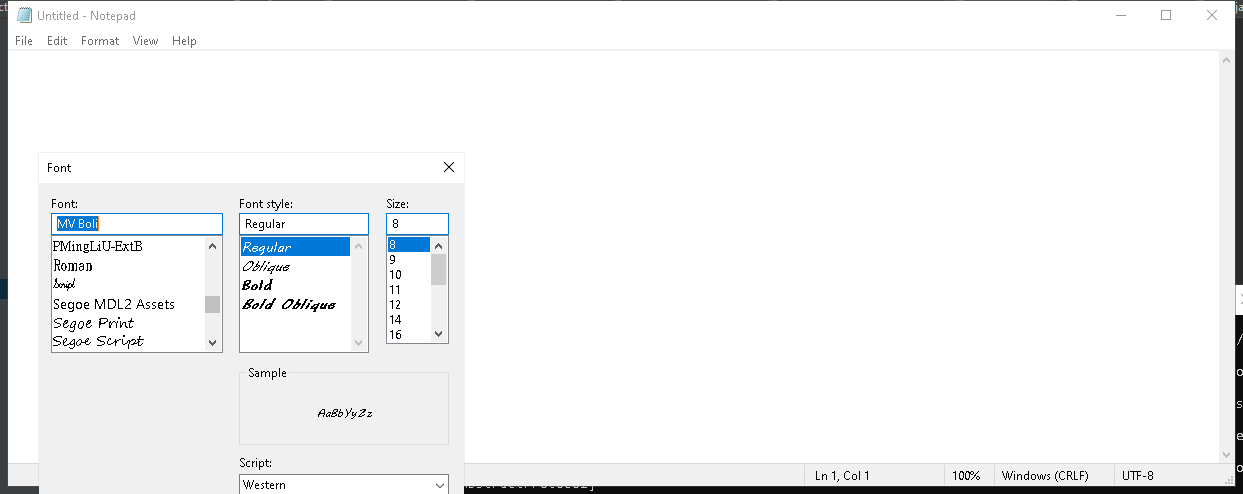 Untitled - Notepad
File Edit Format View Help
Font
Font: Font style: Size:
MV Boli Regular 8
PMingLiU-ExtB Regular 8
Roman Oblique 9
Script Bold 10
Segoe MDL2 Assets Bold Oblique 11
Segoe Print 12
Segoe Script 14
16
Sample
AaBbYyZz
Script:
Western
Ln 1, Col 1 100% Windows (CRLF) UTF-8